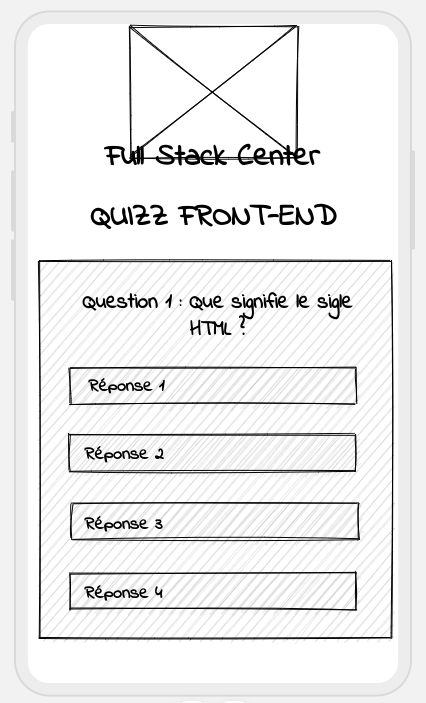 Full Stack Center
QUIZZ FRONT-END
Question 1 : Que signifie le sigle
HTML ?
Réponse 1
Réponse 2
Réponse 3
Réponse 4